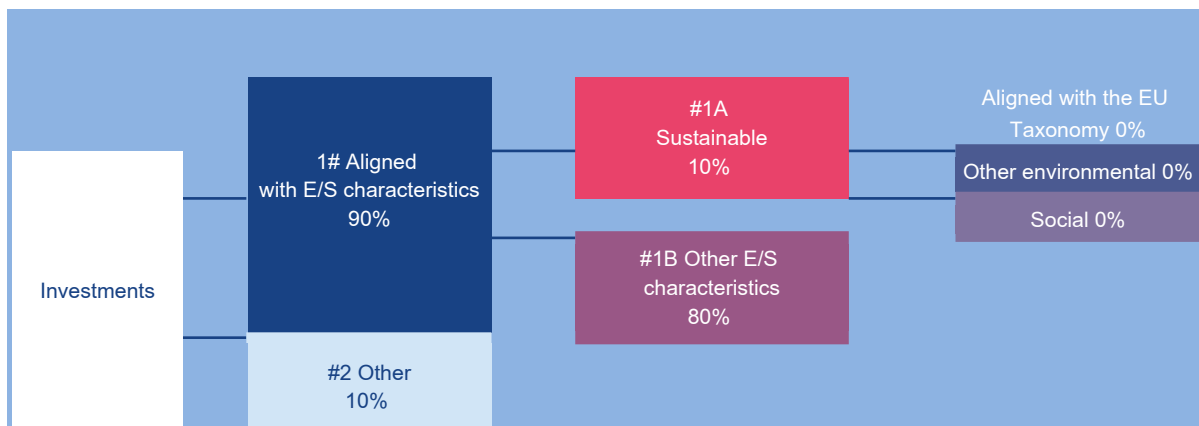 Investments
1# Aligned
with E/S characteristics
90%
#2 Other
10%
#1A
Sustainable
10%
#1B Other E/S
characteristics
80%
Aligned with the EU
Taxonomy 0%
Other environmental 0%
Social 0%